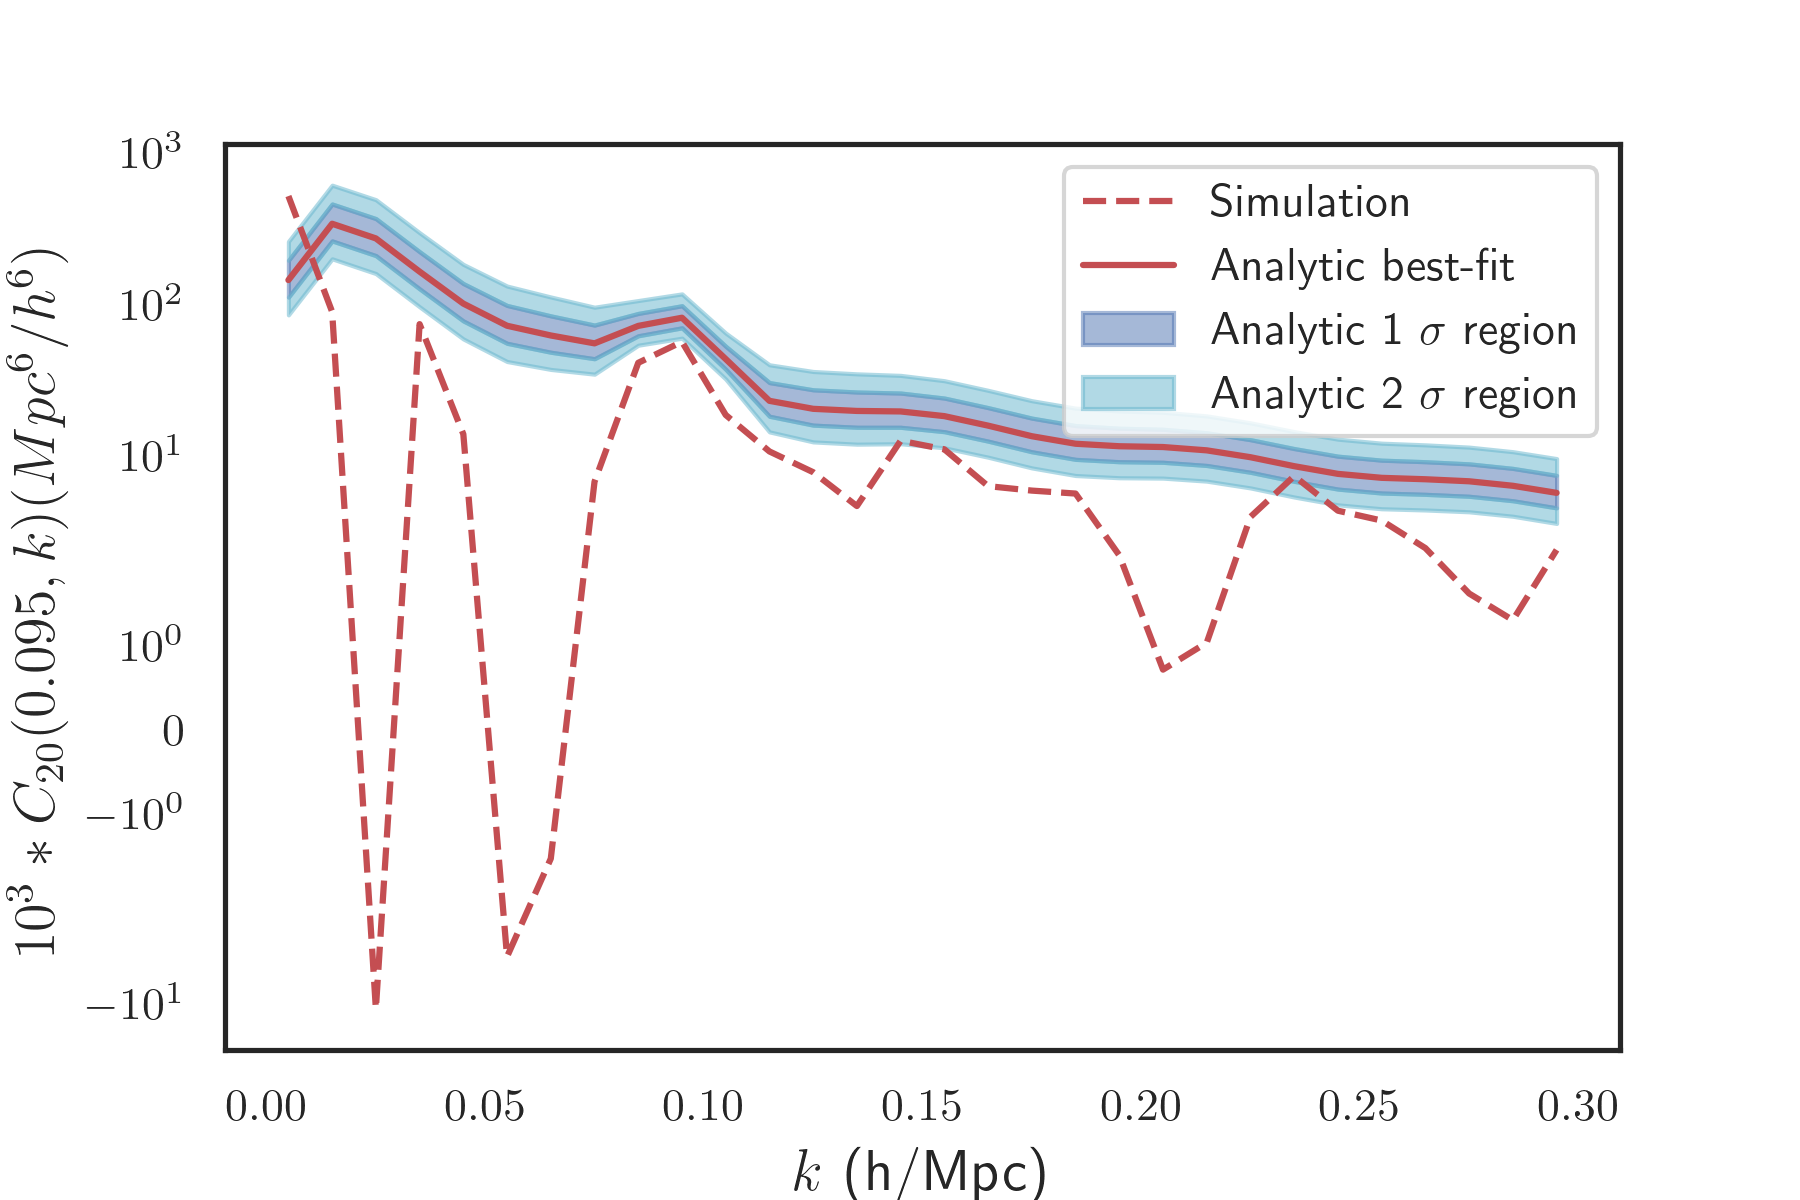 10³
10²
10¹
10⁰
0
−10⁰
−10¹
10³ ∗ C₂₀(0.095, k)(Mpc⁶/h⁶)
Simulation
Analytic best-fit
Analytic 1 σ region
Analytic 2 σ region
0.00 0.05 0.10 0.15 0.20 0.25 0.30
k (h/Mpc)